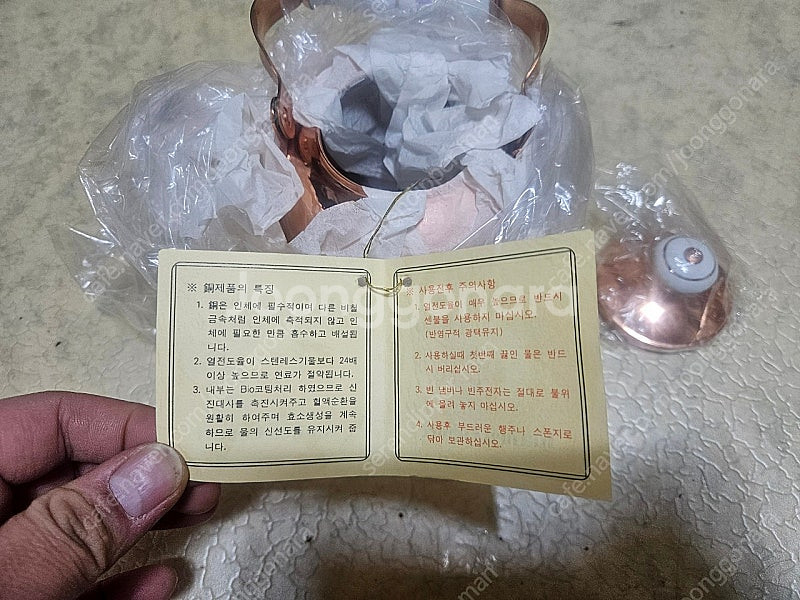 ※ 銅제품의 특징
1. 銅은 인체에 필수적이며 다른 비철
금속처럼 인체에 축적되지 않고 인
체에 필요한 만큼 흡수하고 배설됩
니다.
2. 열전도율이 스텐레스기물보다 24배
이상 높으므로 연료가 절약됩니다.
3. 내부는 Bio코팅처리 하였으므로 신
진대사를 촉진시켜주고 혈액순환을
원활히 하여주며 효소생성을 계속
하므로 물의 신선도를 유지시켜 줍
니다.
※ 사용전후 주의사항
1. 열전도율이 매우 높으므로 반드시
센불을 사용하지 마십시오.
(반영구적 광택유지)
2. 사용하실때 첫번째 끓인 물은 반드
시 버리십시오.
3. 빈 냄비나 빈주전자는 절대로 불위
에 올려 놓지 마십시오.
4. 사용후 부드러운 행주나 스폰지로
닦아 보관하십시오.
joonggonara